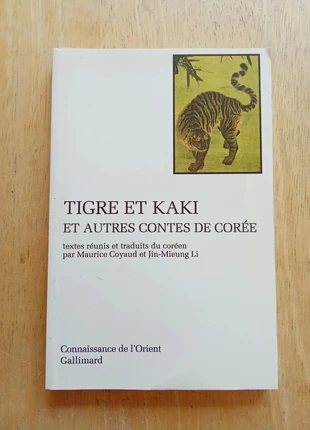 TIGRE ET KAKI
ET AUTRES CONTES DE CORÉE
textes réunis et traduits du coréen
par Maurice Coyaud et Jin-Mieung Li
Connaissance de l'Orient
Gallimard